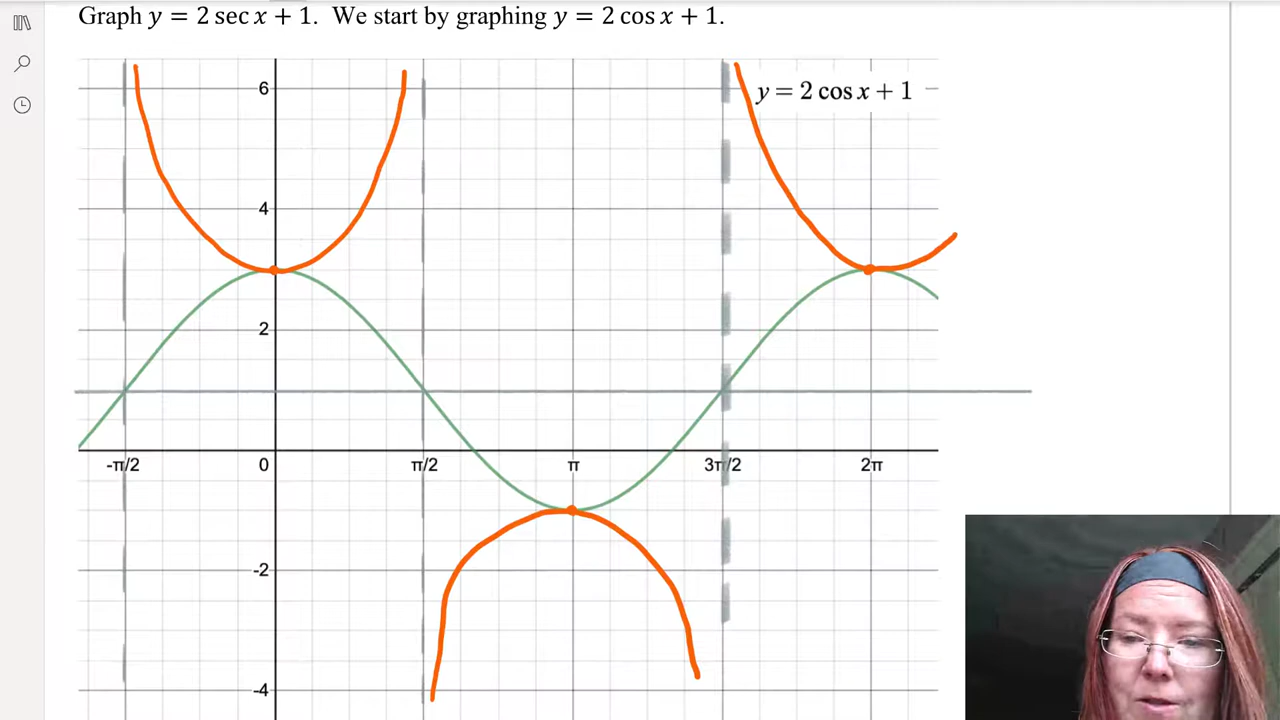 Graph y = 2 sec x + 1. We start by graphing y = 2 cos x + 1.
y = 2 cos x + 1
6
4
2
-π/2 0 π/2 π 3π/2 2π
-2
-4